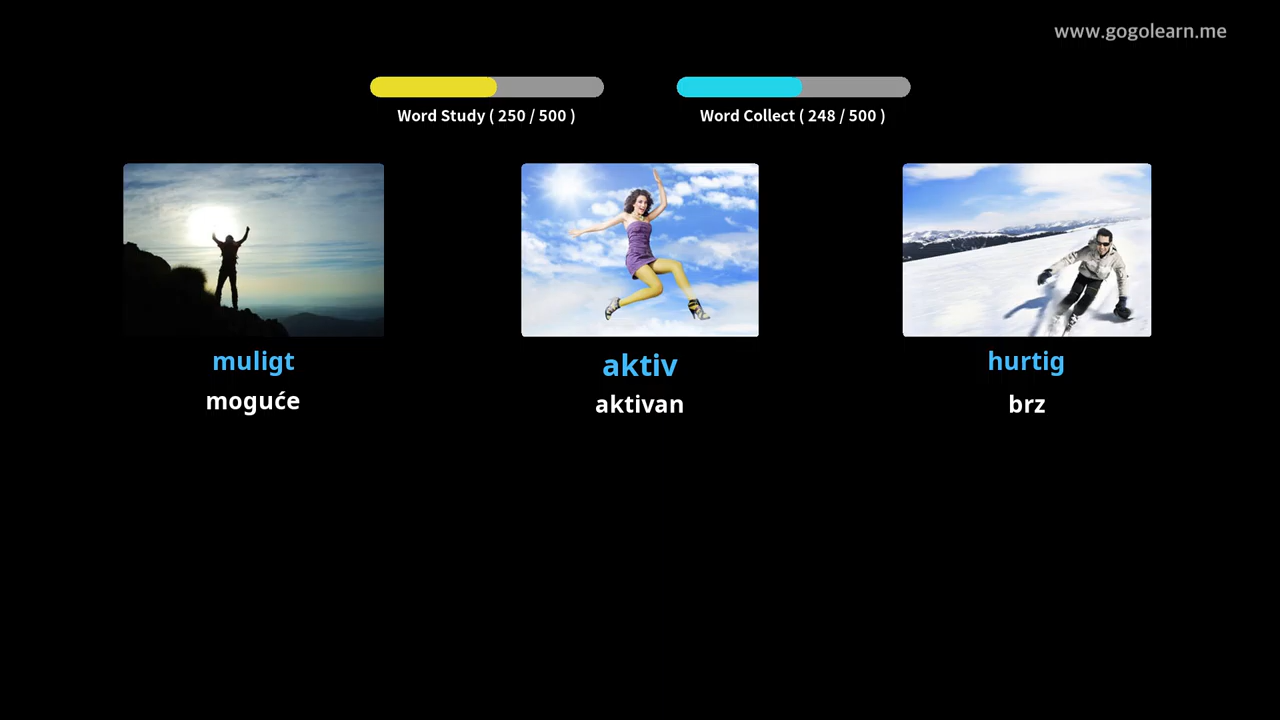 www.gogolearn.me
Word Study ( 250 / 500 )
Word Collect ( 248 / 500 )
muligt
moguće
aktiv
aktivan
hurtig
brz